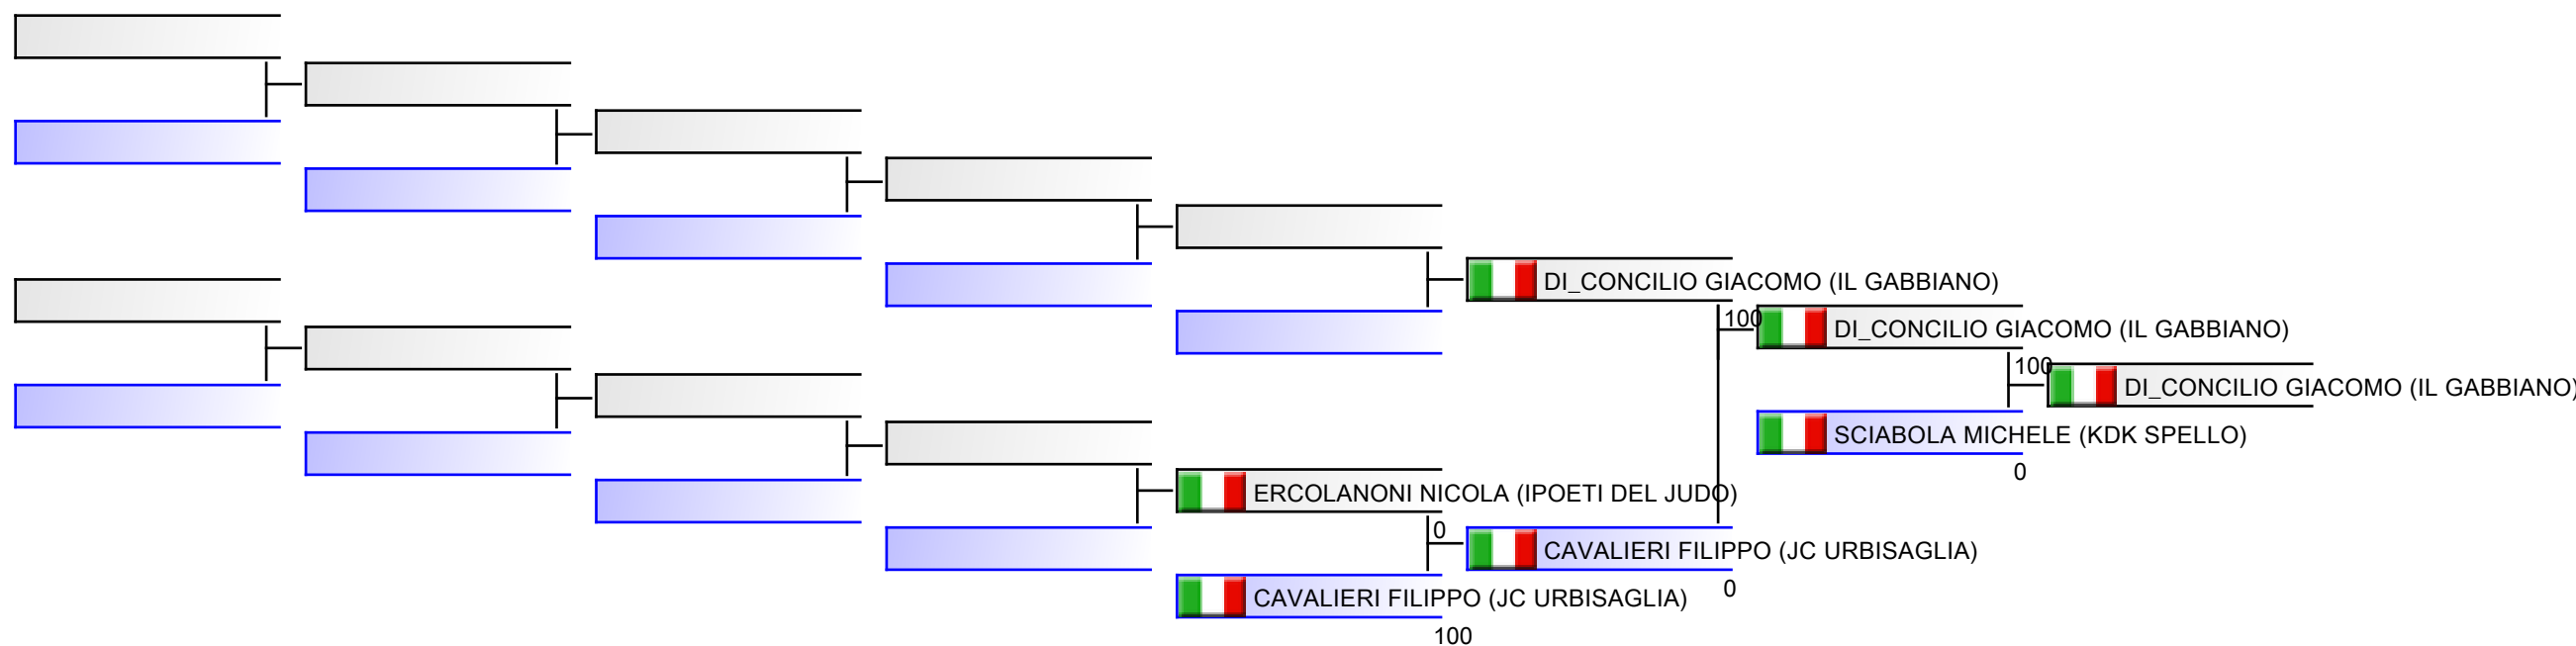 DI_CONCILIO GIACOMO (IL GABBIANO)
100
DI_CONCILIO GIACOMO (IL GABBIANO)
100
DI_CONCILIO GIACOMO (IL GABBIANO)
SCIABOLA MICHELE (KDK SPELLO)
0
ERCOLANONI NICOLA (IPOETI DEL JUDO)
0
CAVALIERI FILIPPO (JC URBISAGLIA)
0
CAVALIERI FILIPPO (JC URBISAGLIA)
100